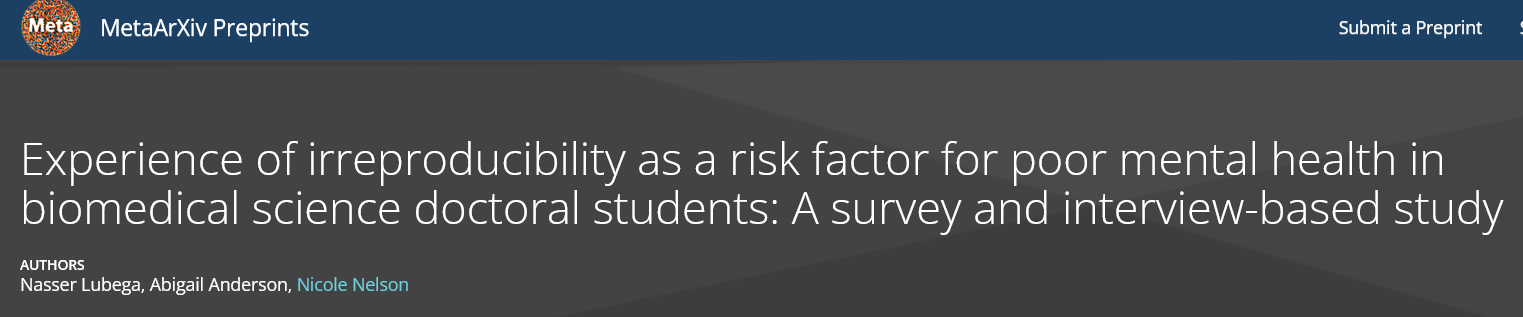 Meta
MetaArXiv Preprints
Submit a Preprint
Experience of irreproducibility as a risk factor for poor mental health in
biomedical science doctoral students: A survey and interview-based study
AUTHORS
Nasser Lubega, Abigail Anderson, Nicole Nelson